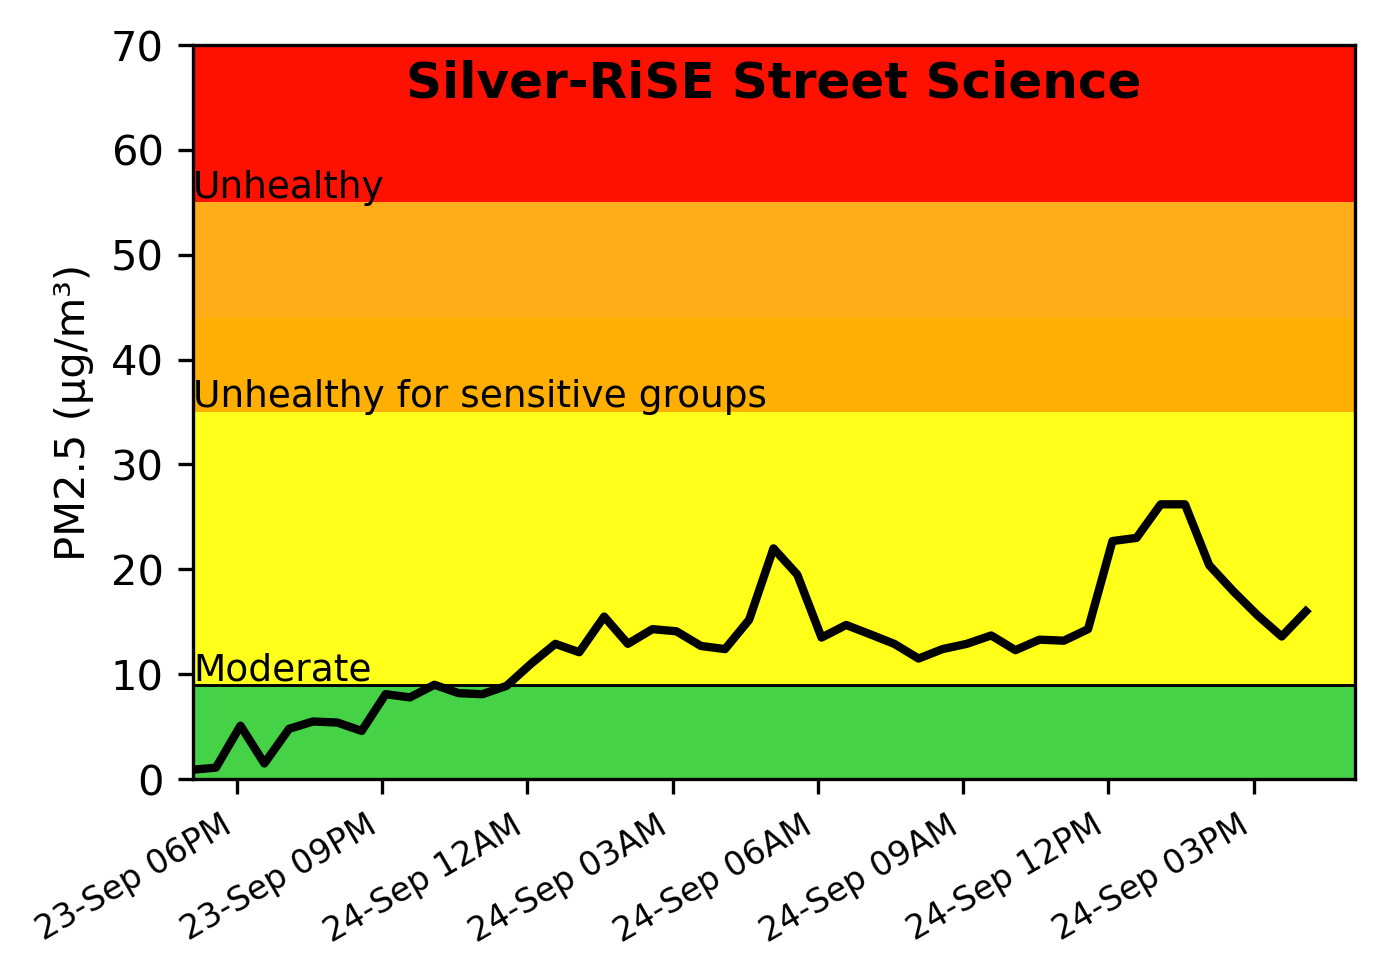 Silver-RiSE Street Science
70
60
Unhealthy
50
40
Unhealthy for sensitive groups
30
20
Moderate
10
0
PM2.5 (µg/m³)
23-Sep 06PM
23-Sep 09PM
24-Sep 12AM
24-Sep 03AM
24-Sep 06AM
24-Sep 09AM
24-Sep 12PM
24-Sep 03PM